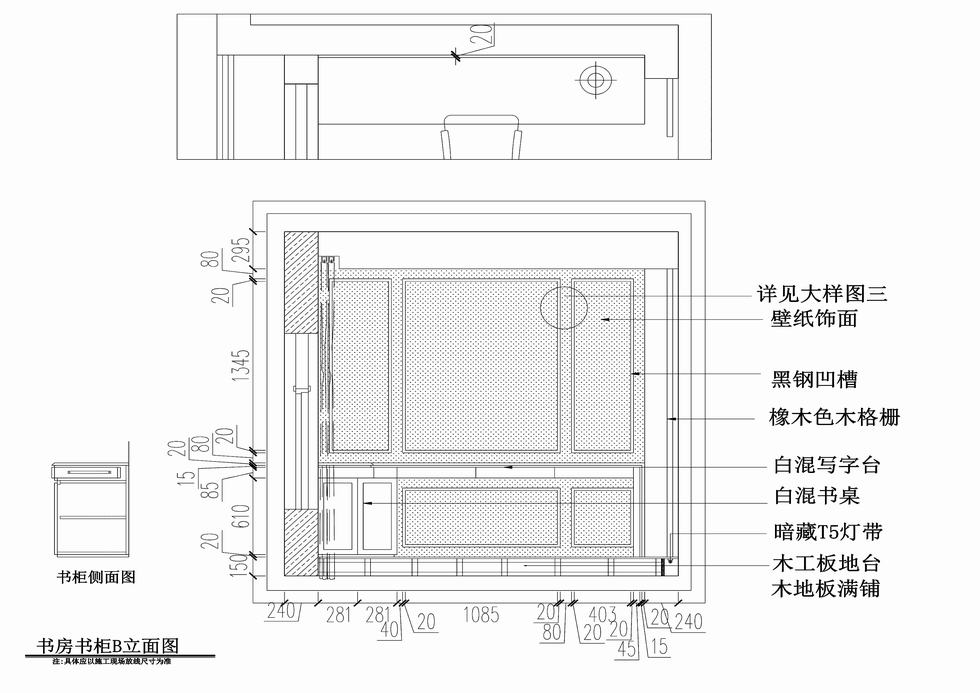 20
295
80
20
1345
20
80
20
15
85
610
20
150
详见大样图三
壁纸饰面
黑钢凹槽
橡木色木格栅
白混写字台
白混书桌
暗藏T5灯带
木工板地台
木地板满铺
书柜侧面图
240
281
281
40
20
1085
20
80
20
403
20
45
15
20
240
书房书柜B立面图
注:具体应以施工现场放线尺寸为准